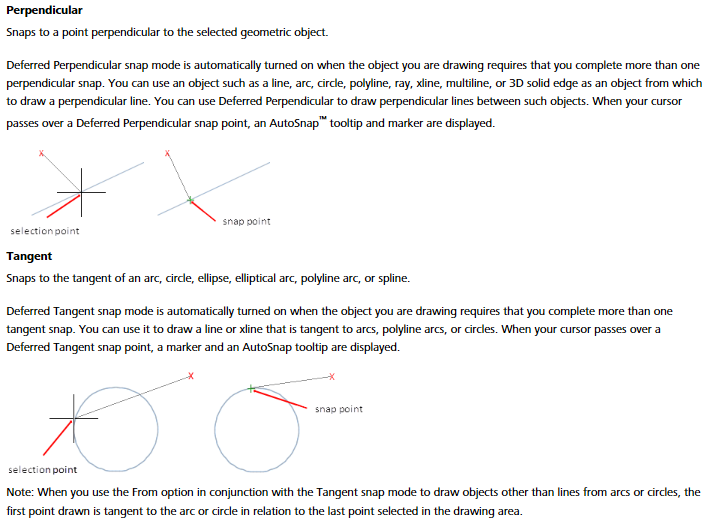 Perpendicular
Snaps to a point perpendicular to the selected geometric object.
Deferred Perpendicular snap mode is automatically turned on when the object you are drawing requires that you complete more than one
perpendicular snap. You can use an object such as a line, arc, circle, polyline, ray, xline, multiline, or 3D solid edge as an object from which
to draw a perpendicular line. You can use Deferred Perpendicular to draw perpendicular lines between such objects. When your cursor
passes over a Deferred Perpendicular snap point, an AutoSnap™ tooltip and marker are displayed.
snap point
selection point
Tangent
Snaps to the tangent of an arc, circle, ellipse, elliptical arc, polyline arc, or spline.
Deferred Tangent snap mode is automatically turned on when the object you are drawing requires that you complete more than one
tangent snap. You can use it to draw a line or xline that is tangent to arcs, polyline arcs, or circles. When your cursor passes over a
Deferred Tangent snap point, a marker and an AutoSnap tooltip are displayed.
snap point
selection point
Note: When you use the From option in conjunction with the Tangent snap mode to draw objects other than lines from arcs or circles, the
first point drawn is tangent to the arc or circle in relation to the last point selected in the drawing area.